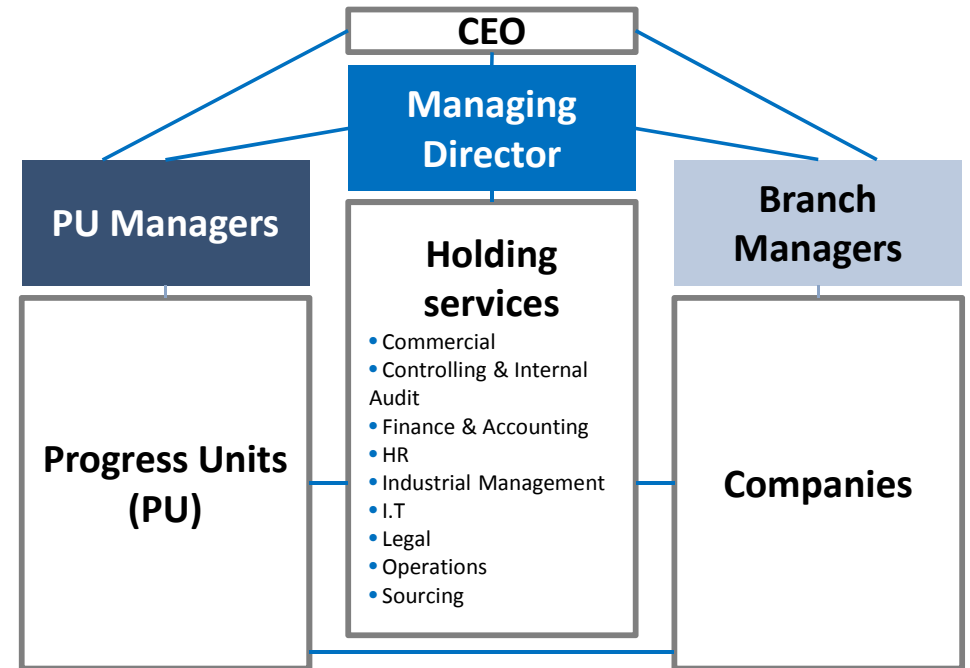 CEO
Managing
Director
PU Managers
Branch
Managers
Holding
services
• Commercial
• Controlling & Internal
Audit
• Finance & Accounting
• HR
• Industrial Management
• I.T
• Legal
• Operations
• Sourcing
Progress Units
(PU)
Companies